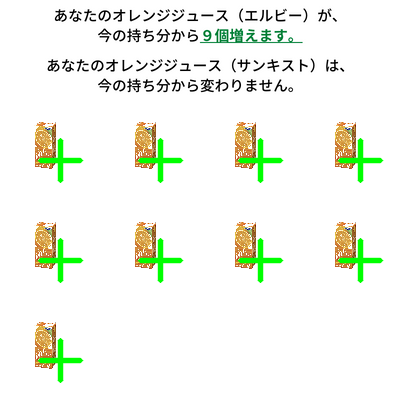 あなたのオレンジジュース（エルビー）が、
今の持ち分から９個増えます。
あなたのオレンジジュース（サンキスト）は、
今の持ち分から変わりません。